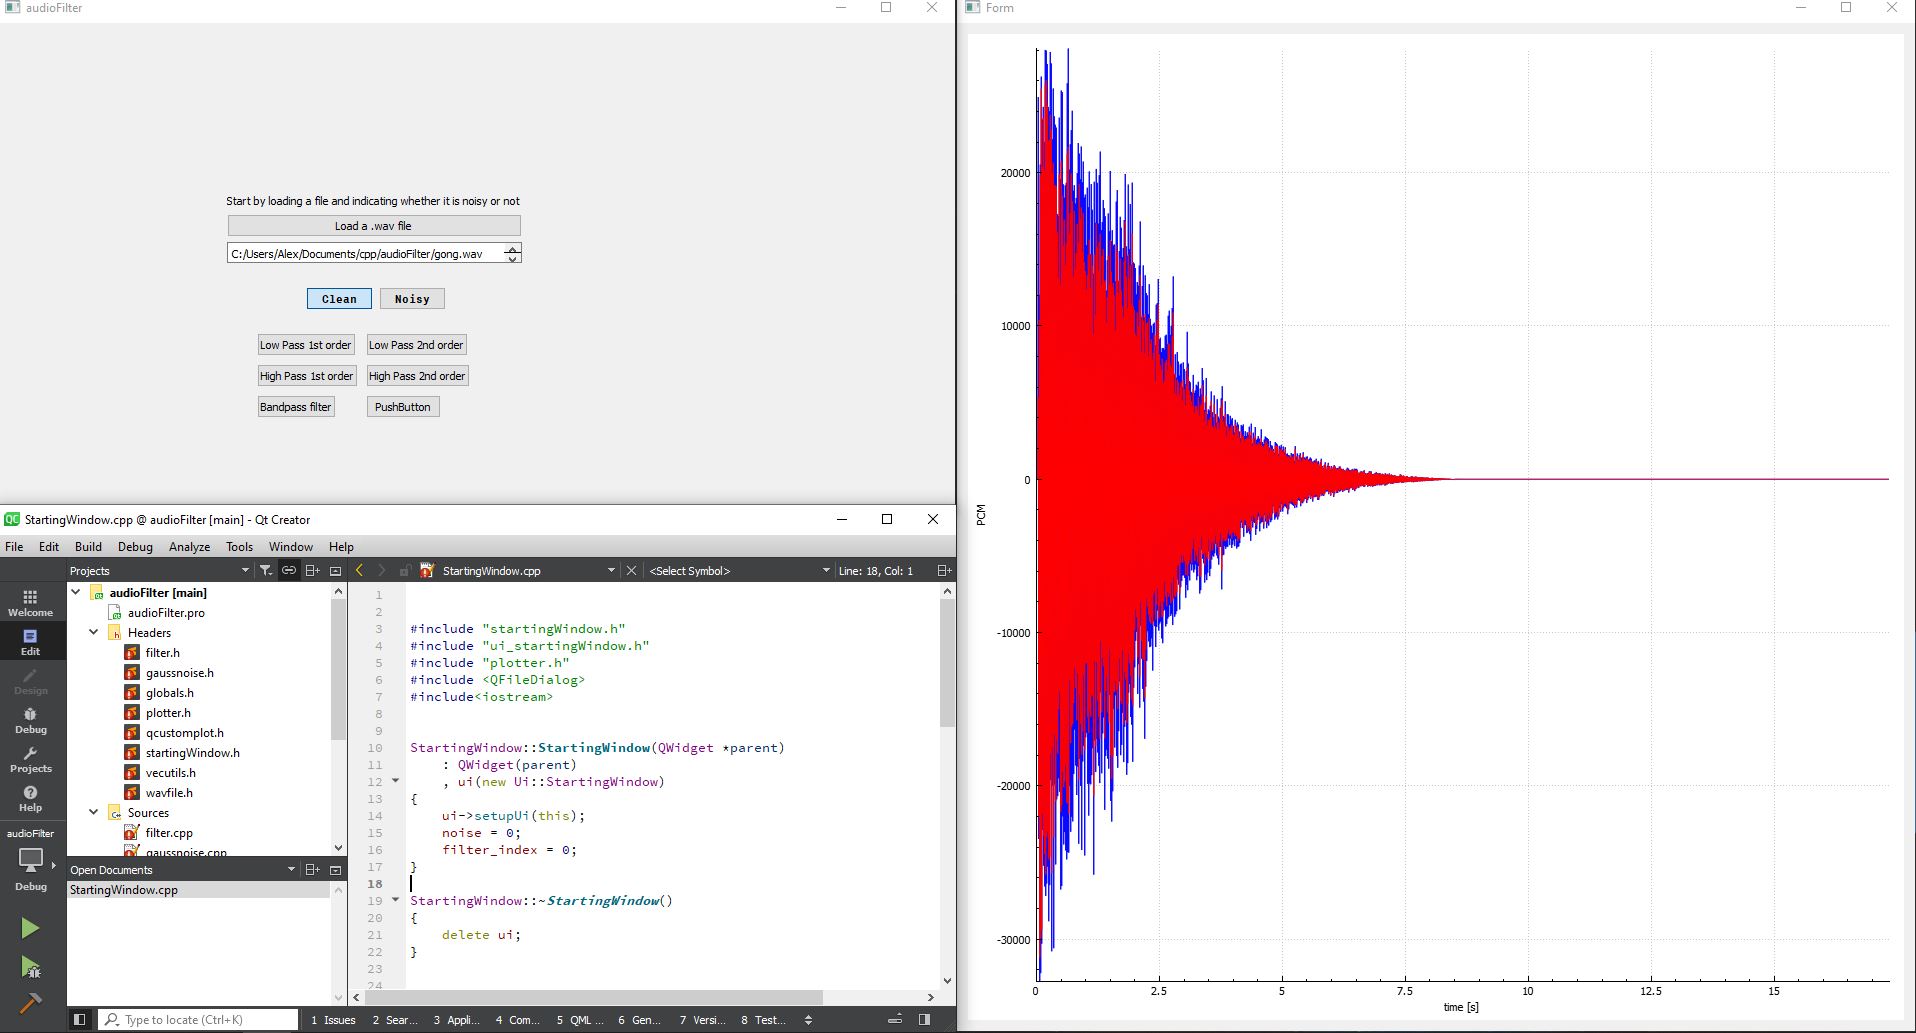 audioFilter
Start by loading a file and indicating whether it is noisy or not
Load a .wav file
C:/Users/Alex/Documents/cpp/audioFilter/gong.wav
Clean Noisy
Low Pass 1st order Low Pass 2nd order
High Pass 1st order High Pass 2nd order
Bandpass filter PushButton
StartingWindow.cpp @ audioFilter [main] - Qt Creator
File Edit Build Debug Analyze Tools Window Help
Projects
StartingWindow.cpp
<Select Symbol>
Line: 18, Col: 1
Welcome
Edit
Design
Debug
Projects
Help
audioFilter
Debug
audioFilter [main]
audioFilter.pro
Headers
filter.h
gaussnoise.h
globals.h
plotter.h
qcustomplot.h
startingWindow.h
vecutils.h
wavfile.h
Sources
filter.cpp
gaussnoise.cpp
Open Documents
StartingWindow.cpp
1
2
3 #include "startingWindow.h"
4 #include "ui_startingWindow.h"
5 #include "plotter.h"
6 #include <QFileDialog>
7 #include<iostream>
8
9
10 StartingWindow::StartingWindow(QWidget *parent)
11 : QWidget(parent)
12 , ui(new Ui::StartingWindow)
13 {
14 ui->setupUi(this);
15 noise = 0;
16 filter_index = 0;
17 }
18
19 StartingWindow::~StartingWindow()
20 {
21 delete ui;
22 }
23
24
Type to locate (Ctrl+K)
1 Issues 2 Sear... 3 Appli... 4 Com... 5 QML ... 6 Gen... 7 Versi... 8 Test...
Form
20000
10000
0
-10000
-20000
-30000
PCM
0 2.5 5 7.5 10 12.5 15
time [s]